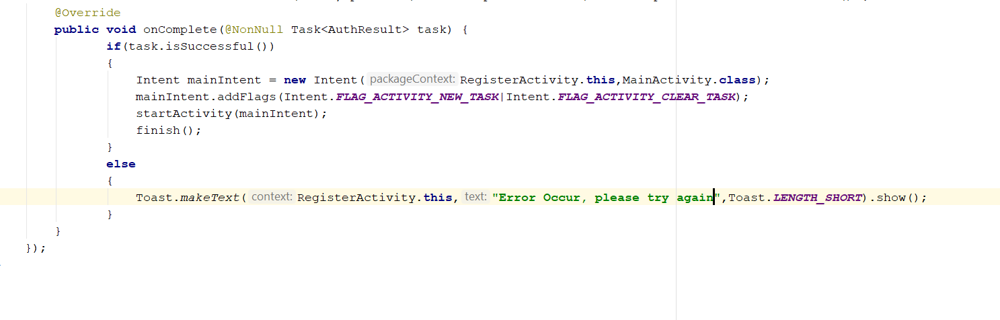 @Override
public void onComplete(@NonNull Task<AuthResult> task) {
if(task.isSuccessful())
{
Intent mainIntent = new Intent( packageContext: RegisterActivity.this,MainActivity.class);
mainIntent.addFlags(Intent.FLAG_ACTIVITY_NEW_TASK|Intent.FLAG_ACTIVITY_CLEAR_TASK);
startActivity(mainIntent);
finish();
}
else
{
Toast.makeText( context: RegisterActivity.this, text: "Error Occur, please try again",Toast.LENGTH_SHORT).show();
}
}
});